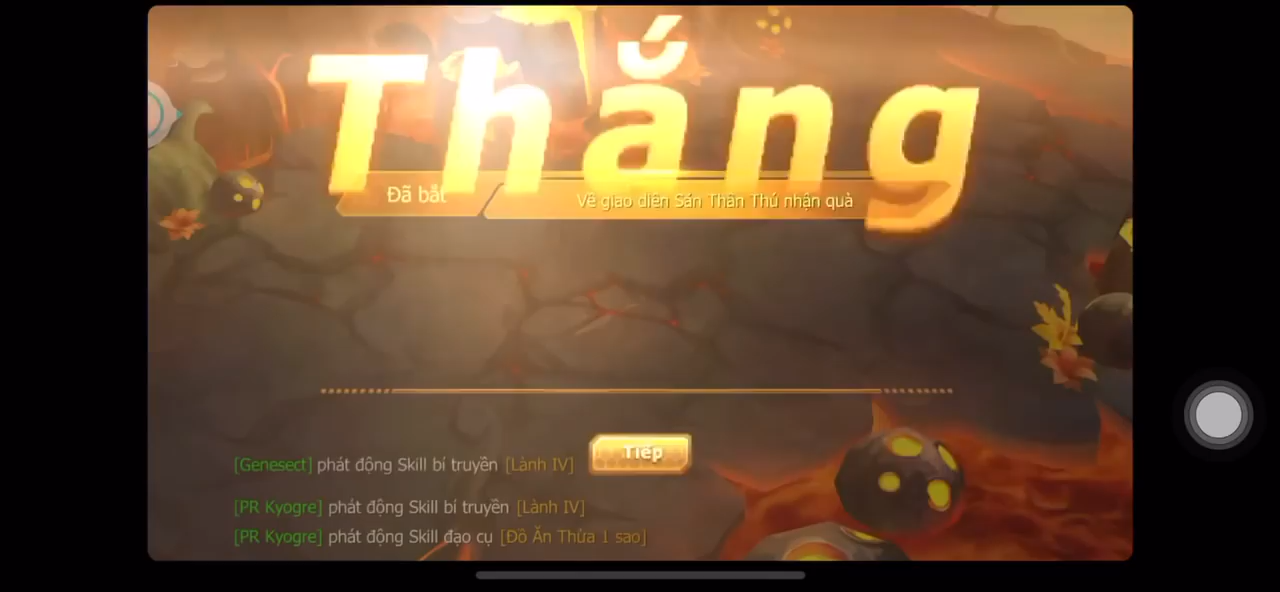 Thắng
Đã bắt
Về giao diện Săn Thần Thú nhận quà
Tiếp
[Genesect] phát động Skill bí truyền [Lành IV]
[PR Kyogre] phát động Skill bí truyền [Lành IV]
[PR Kyogre] phát động Skill đạo cụ [Đồ Ăn Thừa 1 sao]